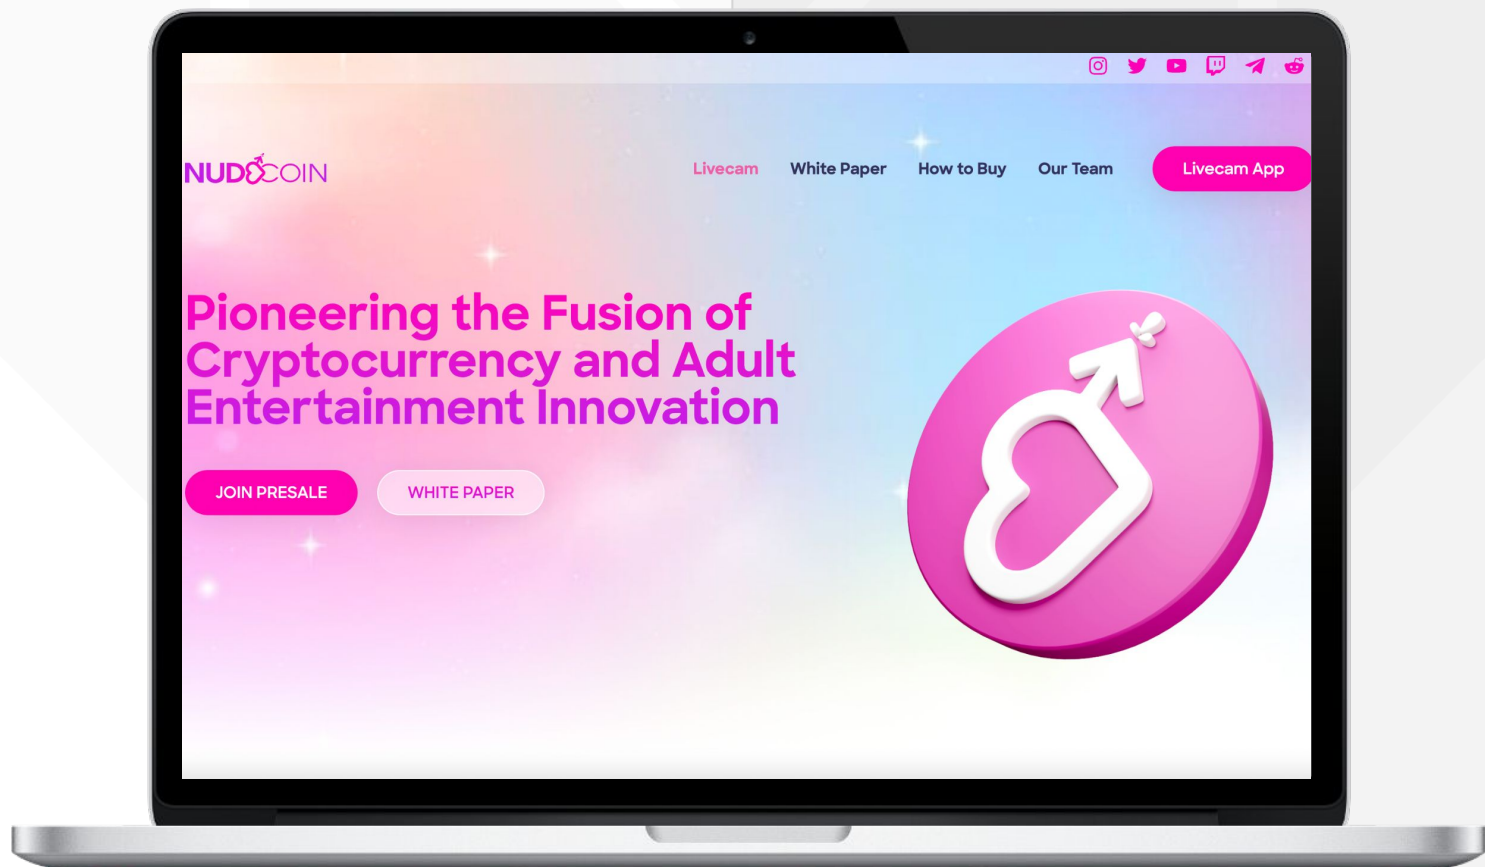 NUDECOIN
Livecam
White Paper
How to Buy
Our Team
Livecam App
Pioneering the Fusion of
Cryptocurrency and Adult
Entertainment Innovation
JOIN PRESALE
WHITE PAPER